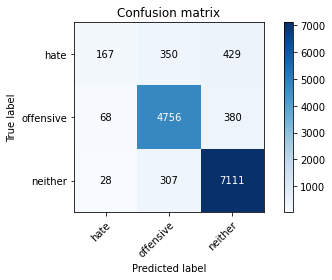 Confusion matrix
True label
hate 167 350 429
offensive 68 4756 380
neither 28 307 7111
hate offensive neither
Predicted label
7000
6000
5000
4000
3000
2000
1000